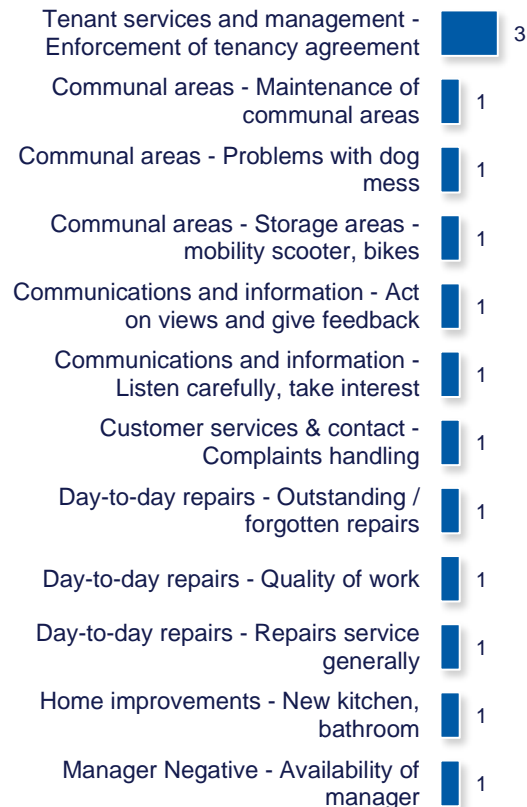 Tenant services and management -
Enforcement of tenancy agreement
3
Communal areas - Maintenance of
communal areas
1
Communal areas - Problems with dog
mess
1
Communal areas - Storage areas -
mobility scooter, bikes
1
Communications and information - Act
on views and give feedback
1
Communications and information -
Listen carefully, take interest
1
Customer services & contact -
Complaints handling
1
Day-to-day repairs - Outstanding /
forgotten repairs
1
Day-to-day repairs - Quality of work
1
Day-to-day repairs - Repairs service
generally
1
Home improvements - New kitchen,
bathroom
1
Manager Negative - Availability of
manager
1